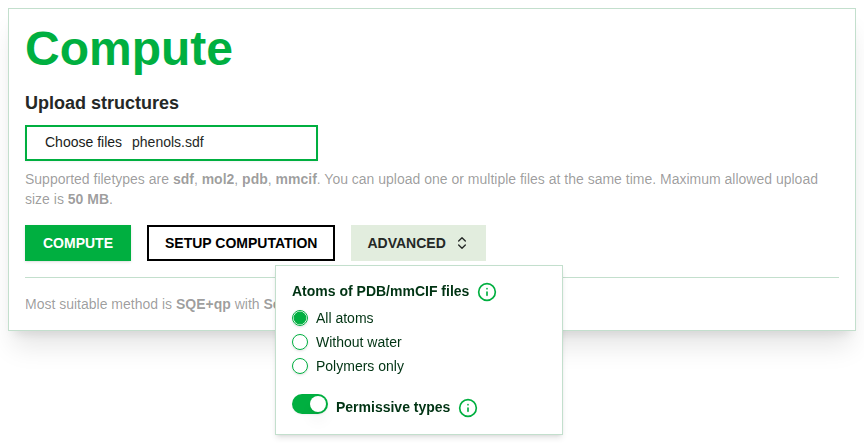 Compute
Upload structures
Choose files phenols.sdf
Supported filetypes are sdf, mol2, pdb, mmcif. You can upload one or multiple files at the same time. Maximum allowed upload
size is 50 MB.
COMPUTE SETUP COMPUTATION ADVANCED
Most suitable method is SQE+qp with
Atoms of PDB/mmCIF files
All atoms
Without water
Polymers only
Permissive types